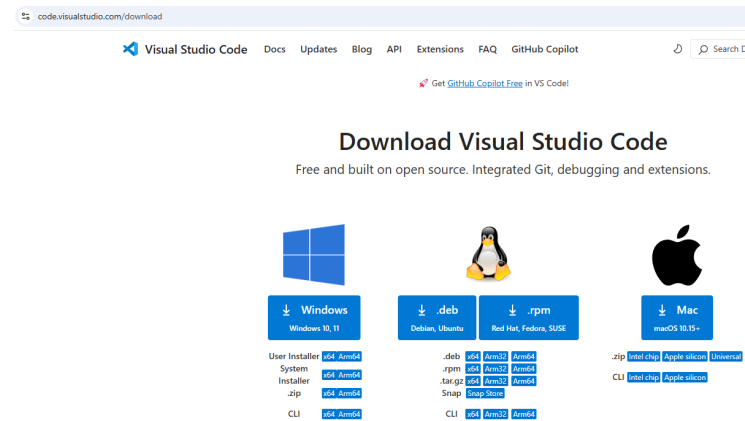 code.visualstudio.com/download
Visual Studio Code Docs Updates Blog API Extensions FAQ GitHub Copilot Search D
🚀 Get GitHub Copilot Free in VS Code!
Download Visual Studio Code
Free and built on open source. Integrated Git, debugging and extensions.
Windows
Windows 10, 11
User Installer x64 Arm64
System Installer x64 Arm64
.zip x64 Arm64
CLI x64 Arm64
.deb
Debian, Ubuntu
.rpm
Red Hat, Fedora, SUSE
.deb x64 Arm32 Arm64
.rpm x64 Arm32 Arm64
.tar.gz x64 Arm32 Arm64
Snap Snap Store
CLI x64 Arm32 Arm64
Mac
macOS 10.15+
.zip Intel chip Apple silicon Universal
CLI Intel chip Apple silicon